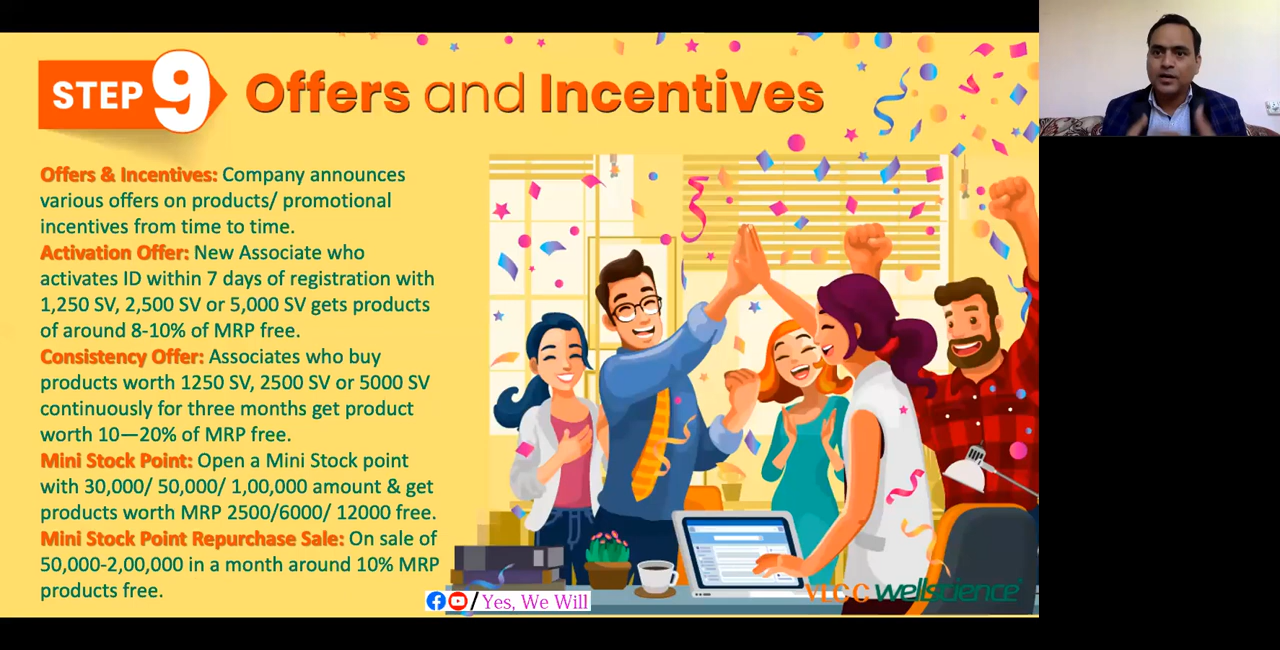 STEP 9 Offers and Incentives
Offers & Incentives: Company announces
various offers on products/ promotional
incentives from time to time.
Activation Offer: New Associate who
activates ID within 7 days of registration with
1,250 SV, 2,500 SV or 5,000 SV gets products
of around 8-10% of MRP free.
Consistency Offer: Associates who buy
products worth 1250 SV, 2500 SV or 5000 SV
continuously for three months get product
worth 10—20% of MRP free.
Mini Stock Point: Open a Mini Stock point
with 30,000/ 50,000/ 1,00,000 amount & get
products worth MRP 2500/6000/ 12000 free.
Mini Stock Point Repurchase Sale: On sale of
50,000-2,00,000 in a month around 10% MRP
products free.
/Yes, We Will
VLCC wellscience